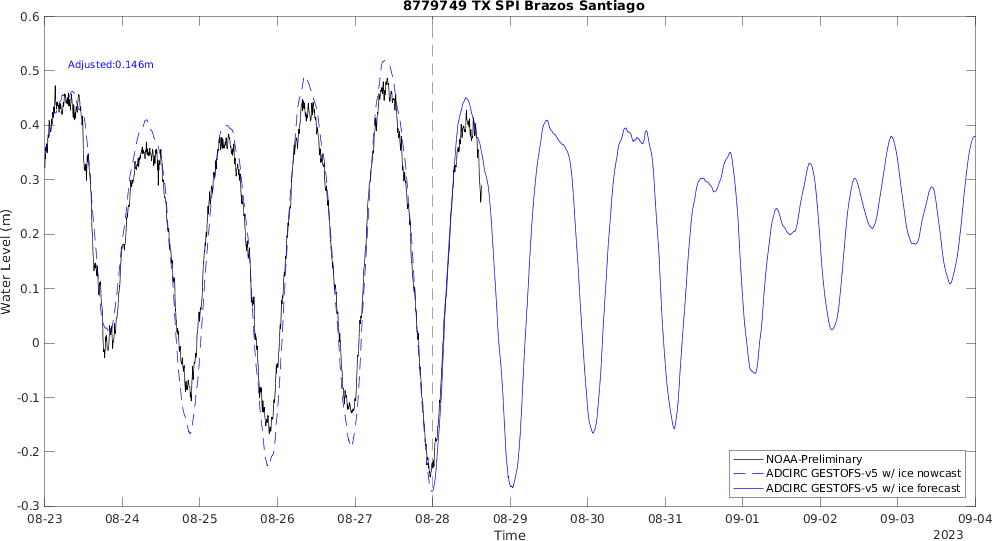 8779749 TX SPI Brazos Santiago
Adjusted:0.146m
Water Level (m)
0.6
0.5
0.4
0.3
0.2
0.1
0
-0.1
-0.2
-0.3
NOAA-Preliminary
ADCIRC GESTOFS-v5 w/ ice nowcast
ADCIRC GESTOFS-v5 w/ ice forecast
08-23 08-24 08-25 08-26 08-27 08-28 08-29 08-30 08-31 09-01 09-02 09-03 09-04
Time
2023